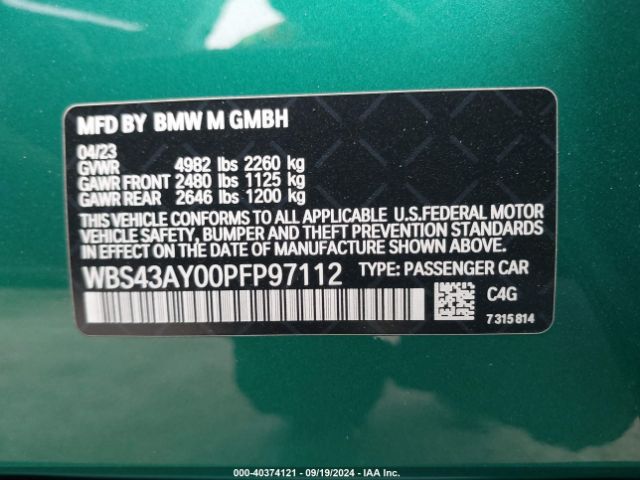 MFD BY BMW M GMBH
04/23
GVWR 4982 lbs 2260 kg
GAWR FRONT 2480 lbs 1125 kg
GAWR REAR 2646 lbs 1200 kg
THIS VEHICLE CONFORMS TO ALL APPLICABLE U.S.FEDERAL MOTOR
VEHICLE SAFETY, BUMPER AND THEFT PREVENTION STANDARDS IN
EFFECT ON THE DATE OF MANUFACTURE SHOWN ABOVE.
WBS43AY00PFP97112 TYPE: PASSENGER CAR
C4G
7315814
000-40374121 - 09/19/2024 - IAA Inc.